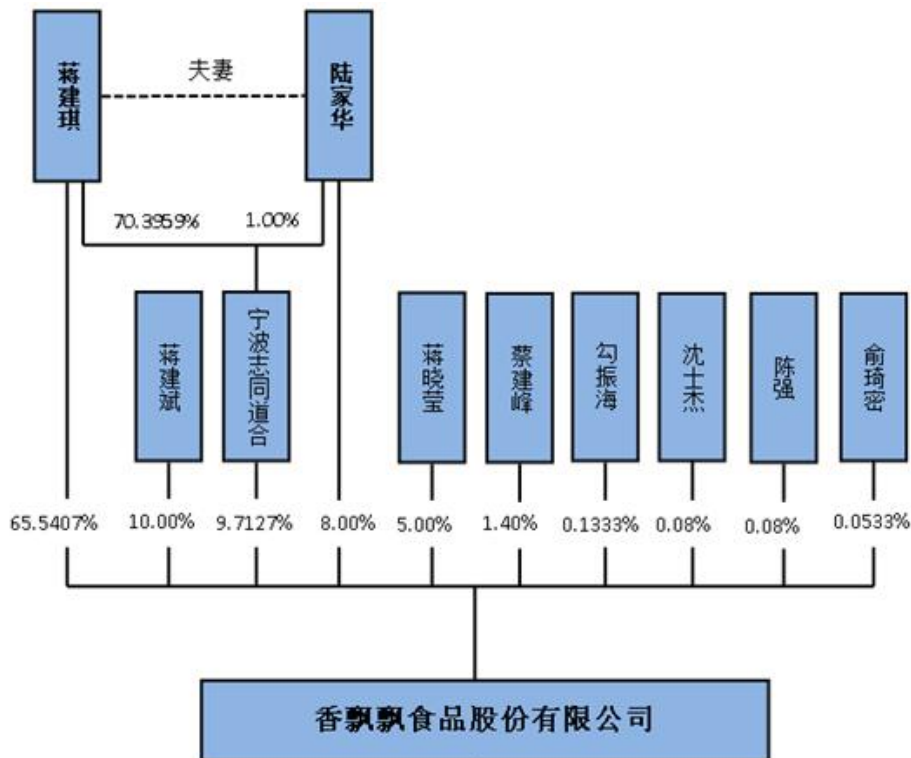 蒋建琪
夫妻
陆家华
70.3959%
1.00%
蒋建斌
宁波志同道合
蒋晓莹
蔡建峰
勾振海
沈士杰
陈强
俞琦密
65.5407%
10.00%
9.7127%
8.00%
5.00%
1.40%
0.1333%
0.08%
0.08%
0.0533%
香飘飘食品股份有限公司